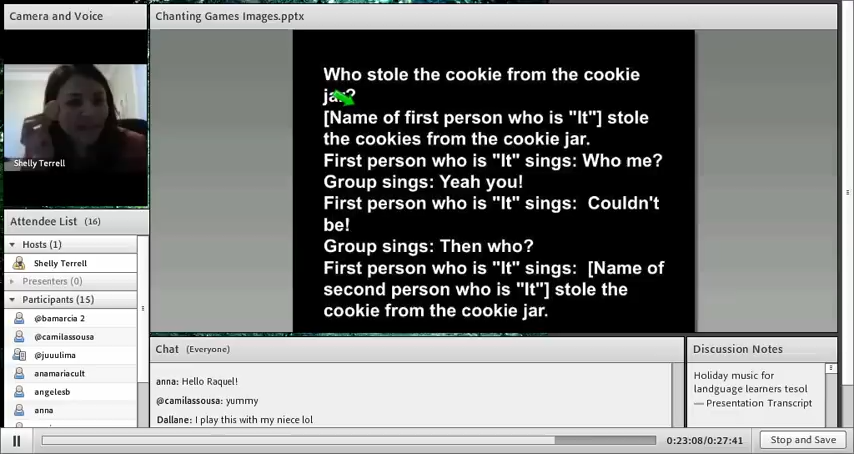 Camera and Voice
Chanting Games Images.pptx
Shelly Terrell
Who stole the cookie from the cookie
jar?
[Name of first person who is "It"] stole
the cookies from the cookie jar.
First person who is "It" sings: Who me?
Group sings: Yeah you!
First person who is "It" sings:  Couldn't
be!
Group sings: Then who?
First person who is "It" sings:  [Name of
second person who is "It"] stole the
cookie from the cookie jar.
Attendee List (16)
Hosts (1)
Shelly Terrell
Presenters (0)
Participants (15)
@bamarcia 2
@camilassousa
@juuulima
anamariacult
angelesb
anna
Chat (Everyone)
anna: Hello Raquel!
@camilassousa: yummy
Dallane: I play this with my niece lol
Discussion Notes
Holiday music for
landguage learners tesol
— Presentation Transcript
0:23:08/0:27:41
Stop and Save